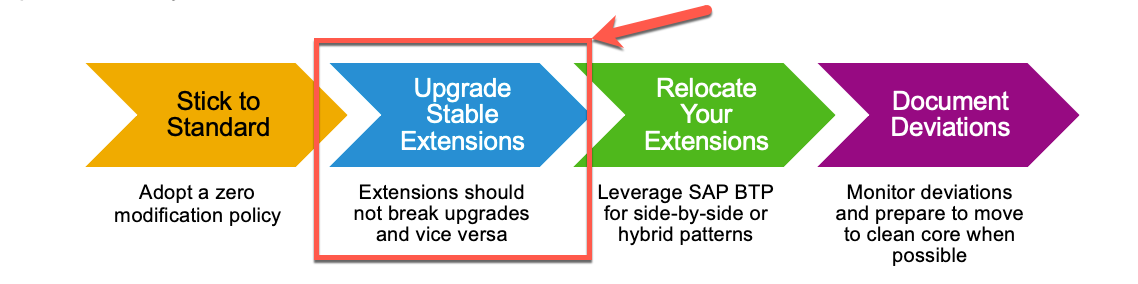 Stick to
Standard
Upgrade
Stable
Extensions
Relocate
Your
Extensions
Document
Deviations
Adopt a zero
modification policy
Extensions should
not break upgrades
and vice versa
Leverage SAP BTP
for side-by-side or
hybrid patterns
Monitor deviations
and prepare to move
to clean core when
possible